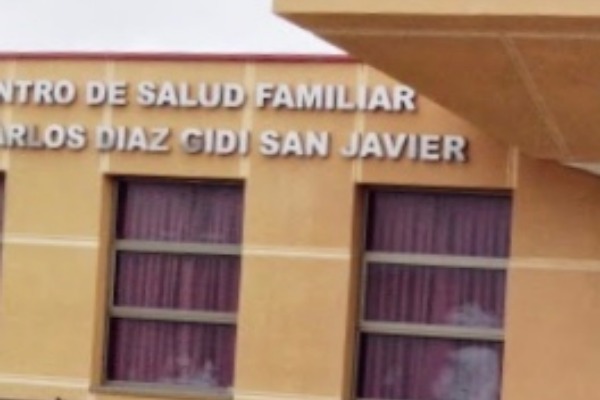 NTRO DE SALUD FAMILIAR
ARLOS DIAZ GIDI SAN JAVIER